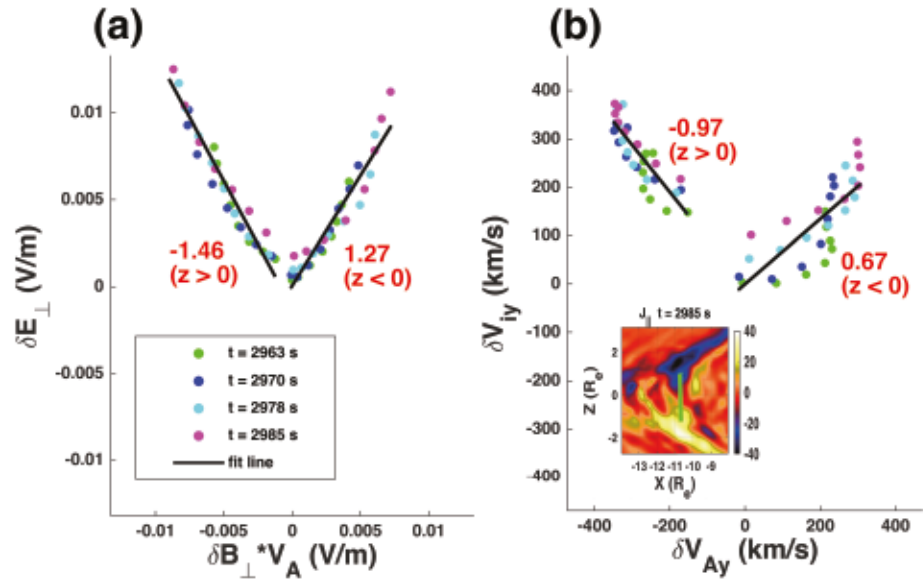 (a)
0.01
0.005
0
-0.005
-0.01
δE⊥ (V/m)
-1.46
(z > 0)
1.27
(z < 0)
t = 2963 s
t = 2970 s
t = 2978 s
t = 2985 s
fit line
-0.01 -0.005 0 0.005 0.01
δB⊥*VA (V/m)
(b)
400
300
200
100
0
-100
-200
-300
-400
δViy (km/s)
-0.97
(z > 0)
0.67
(z < 0)
J|| t = 2985 s
2
0
-2
Z (Re)
-13 -12 -11 -10 -9
X (Re)
40
20
0
-20
-40
-400 -200 0 200 400
δVAy (km/s)